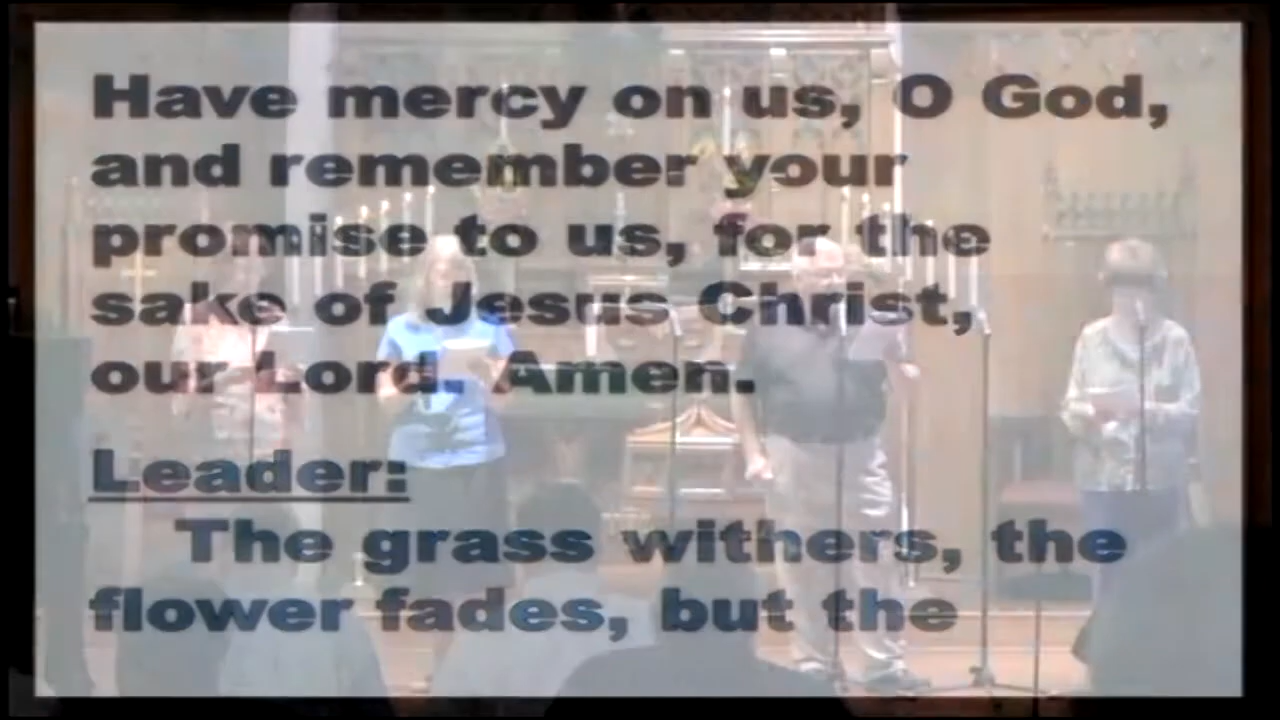 Have mercy on us, O God,
and remember your
promise to us, for the
sake of Jesus Christ,
our Lord. Amen.
Leader:
The grass withers, the
flower fades, but the